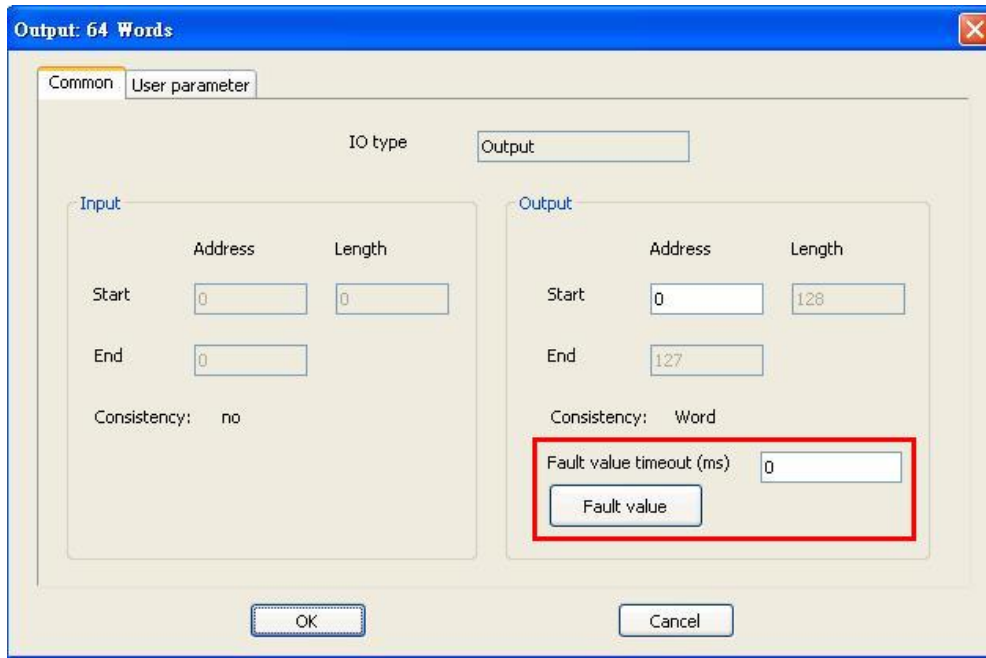 Output: 64 Words
Common User parameter
IO type Output
Input
Address Length
Start 0 0
End 0
Consistency: no
Output
Address Length
Start 0 128
End 127
Consistency: Word
Fault value timeout (ms) 0
Fault value
OK Cancel